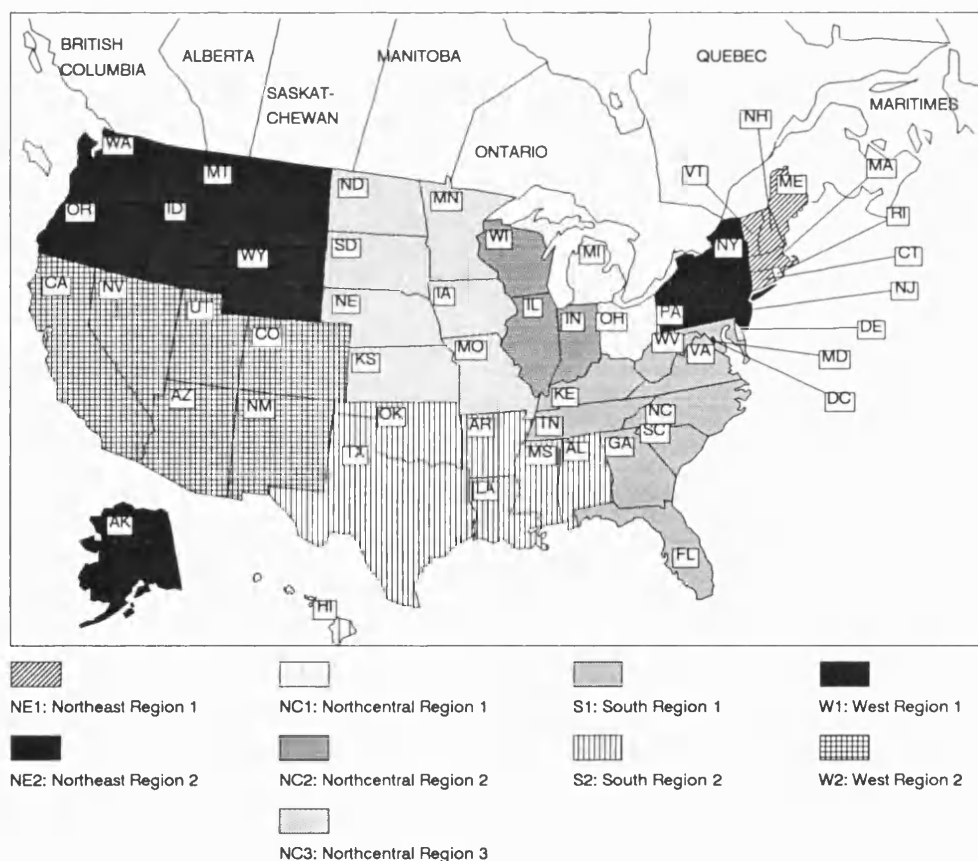 BRITISH
COLUMBIA
ALBERTA
SASKAT-
CHEWAN
MANITOBA
ONTARIO
QUEBEC
MARITIMES
NH
VT
ME
MA
RI
CT
NJ
DE
MD
DC
WA
MT
ND
MN
OR
ID
WY
SD
WI
MI
NY
CA
NV
UT
CO
NE
IA
IL
IN
OH
PA
KS
MO
WV
VA
AZ
NM
OK
AR
KE
TN
NC
SC
TX
LA
MS
AL
GA
FL
AK
HI
NE1: Northeast Region 1
NC1: Northcentral Region 1
S1: South Region 1
W1: West Region 1
NE2: Northeast Region 2
NC2: Northcentral Region 2
S2: South Region 2
W2: West Region 2
NC3: Northcentral Region 3